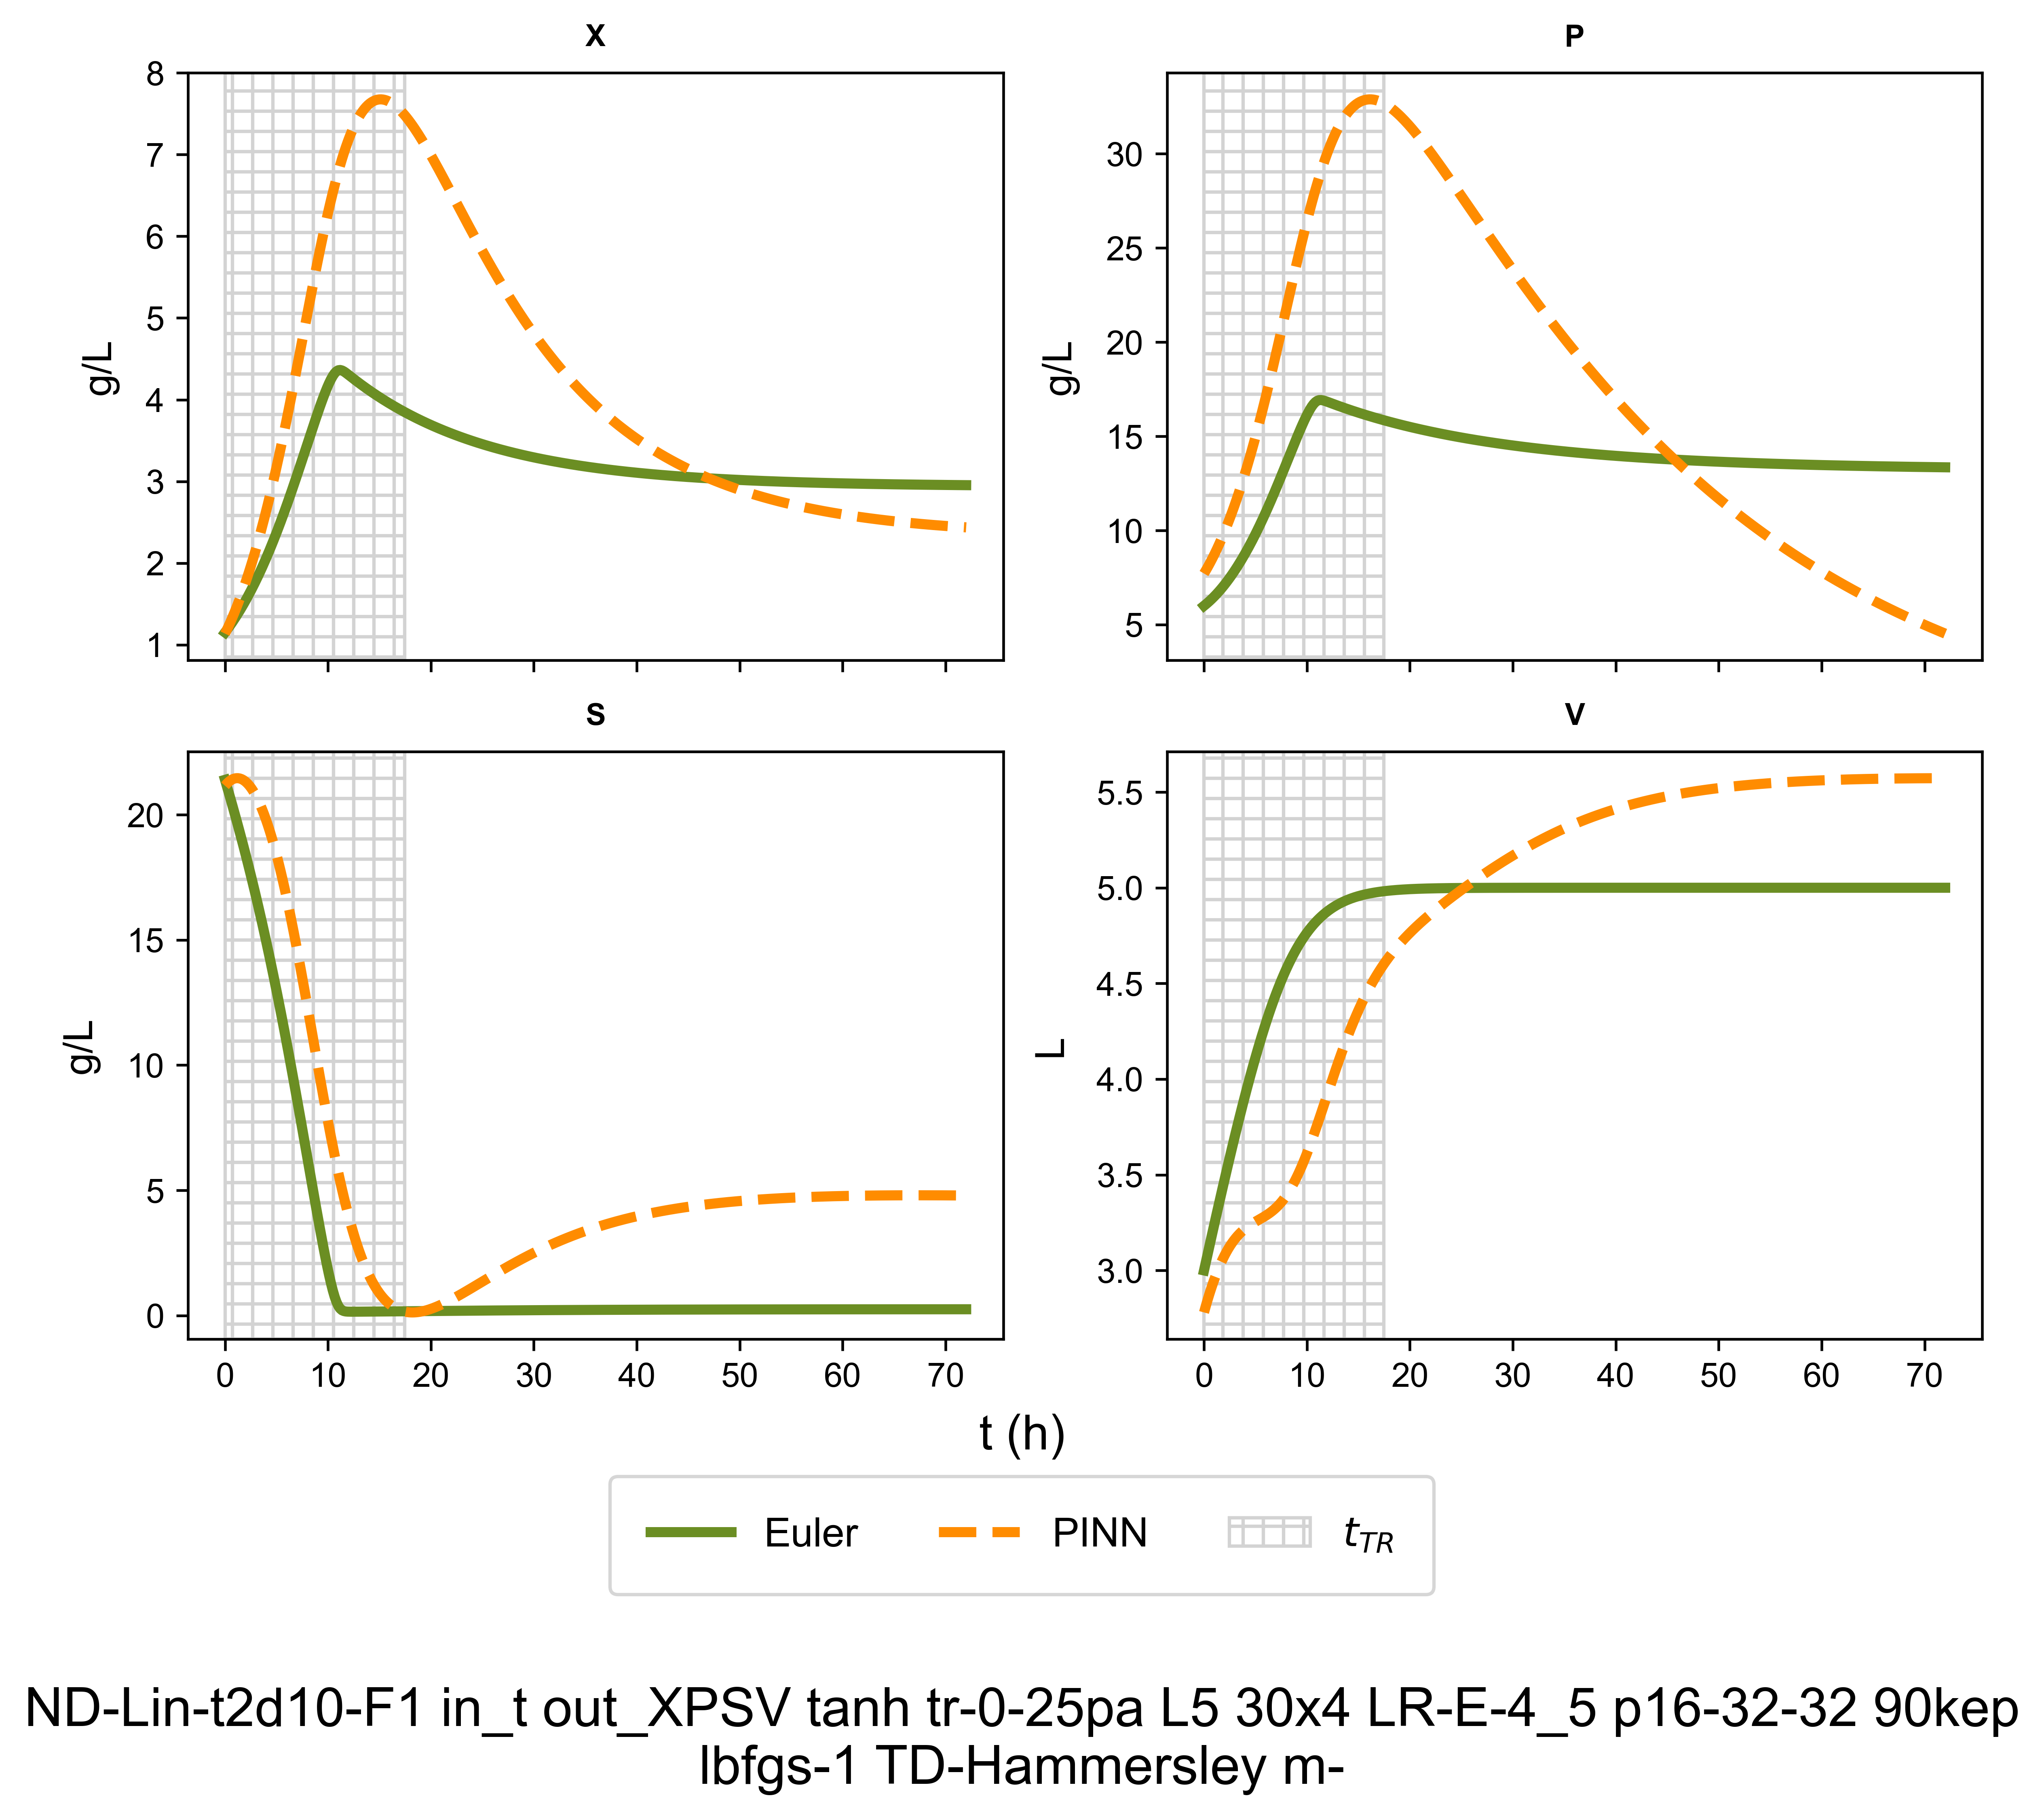 X
8
7
6
5
4
3
2
1
g/L
P
30
25
20
15
10
5
g/L
S
20
15
10
5
0
g/L
0 10 20 30 40 50 60 70
V
5.5
5.0
4.5
4.0
3.5
3.0
L
0 10 20 30 40 50 60 70
t (h)
Euler PINN t_TR
ND-Lin-t2d10-F1 in_t out_XPSV tanh tr-0-25pa L5 30x4 LR-E-4_5 p16-32-32 90kep
lbfgs-1 TD-Hammersley m-